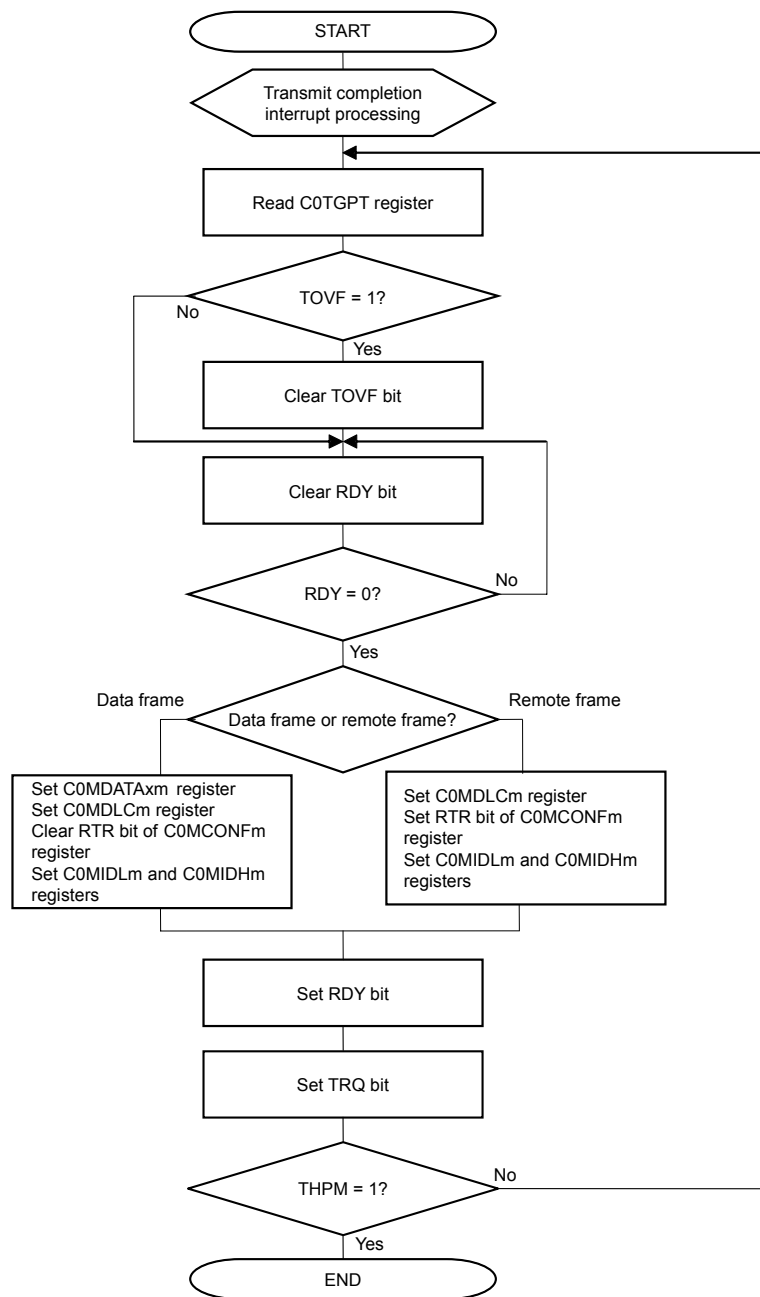 START
Transmit completion
interrupt processing
Read C0TGPT register
TOVF = 1?
No
Yes
Clear TOVF bit
Clear RDY bit
RDY = 0?
No
Yes
Data frame
Data frame or remote frame?
Remote frame
Set C0MDATAxm register
Set C0MDLCm register
Clear RTR bit of C0MCONFm
register
Set C0MIDLm and C0MIDHm
registers
Set C0MDLCm register
Set RTR bit of C0MCONFm
register
Set C0MIDLm and C0MIDHm
registers
Set RDY bit
Set TRQ bit
THPM = 1?
No
Yes
END